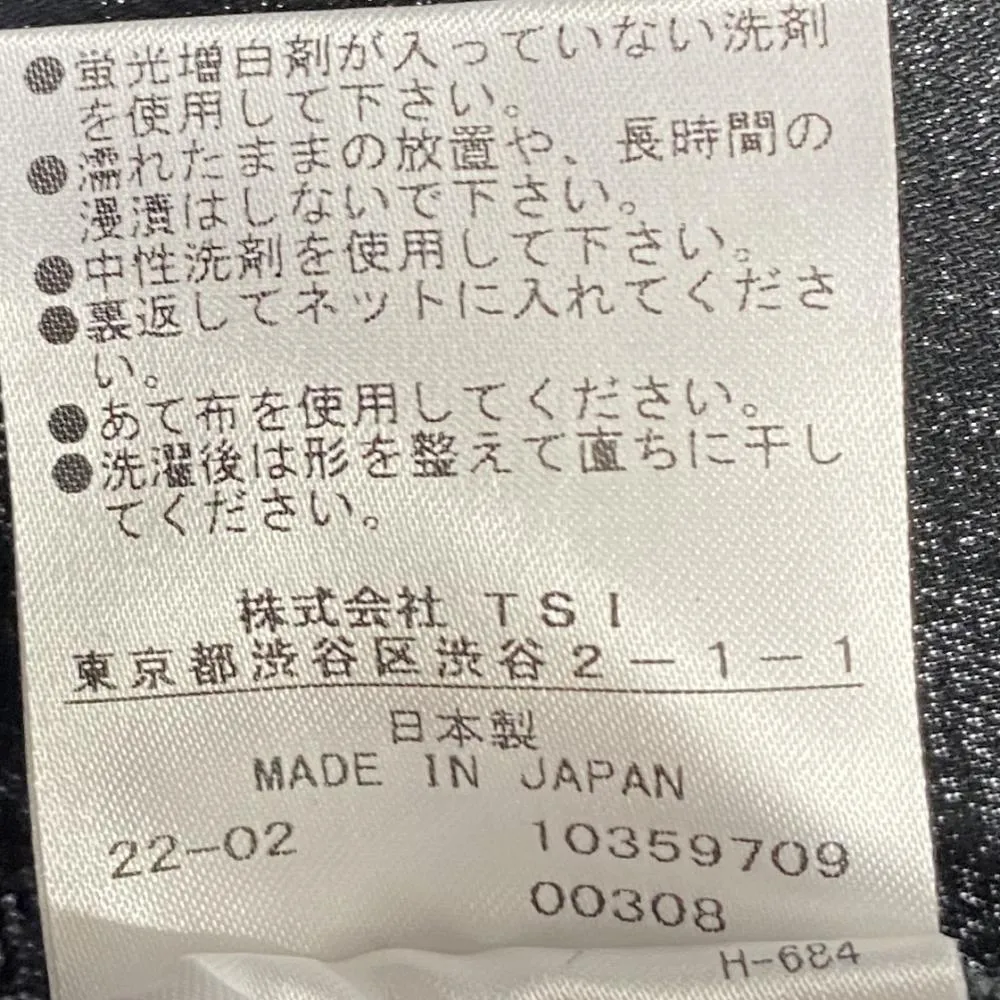 ●蛍光増白剤が入っていない洗剤
を使用して下さい。
●濡れたままの放置や、長時間の
浸漬はしないで下さい。
●中性洗剤を使用して下さい。
●裏返してネットに入れてくださ
い。
●あて布を使用してください。
●洗濯後は形を整えて直ちに干し
てください。
株式会社 TSI
東京都渋谷区渋谷2-1-1
日本製
MADE IN JAPAN
22-02 10359709
00308
H-684